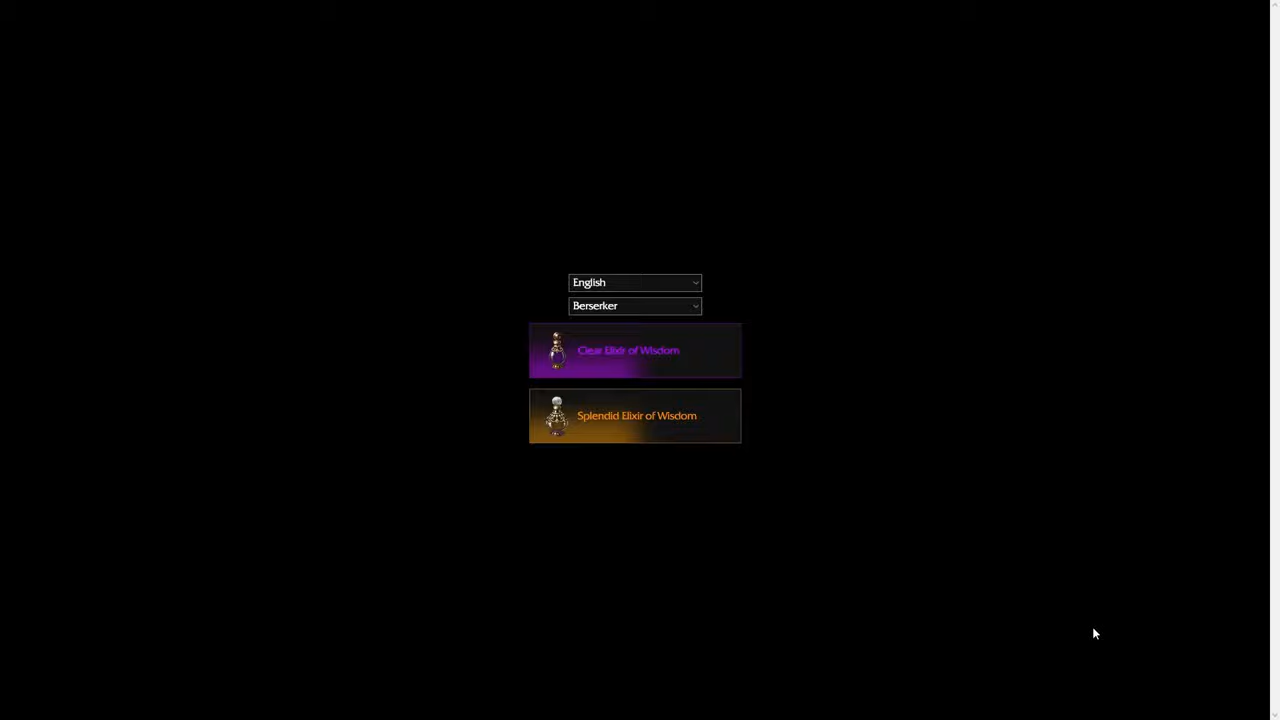 English
Berserker
Clear Elixir of Wisdom
Splendid Elixir of Wisdom